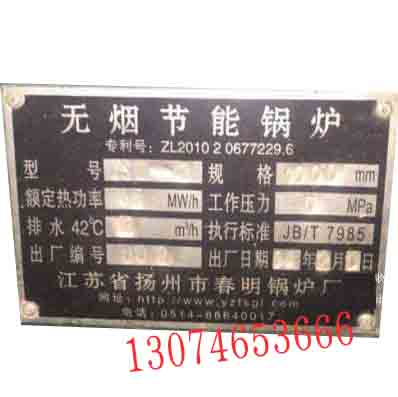 无烟节能锅炉
专利号: ZL2010 2 0677229.6
型号 规格 mm
额定热功率 MW/h 工作压力 MPa
排水42℃ m³/h 执行标准 JB/T 7985
出厂编号 出厂日期 年 月 日
江苏省扬州市春明锅炉厂
网址: http://www.yzfsgl.com
电话: 0514-86840017
13074653666